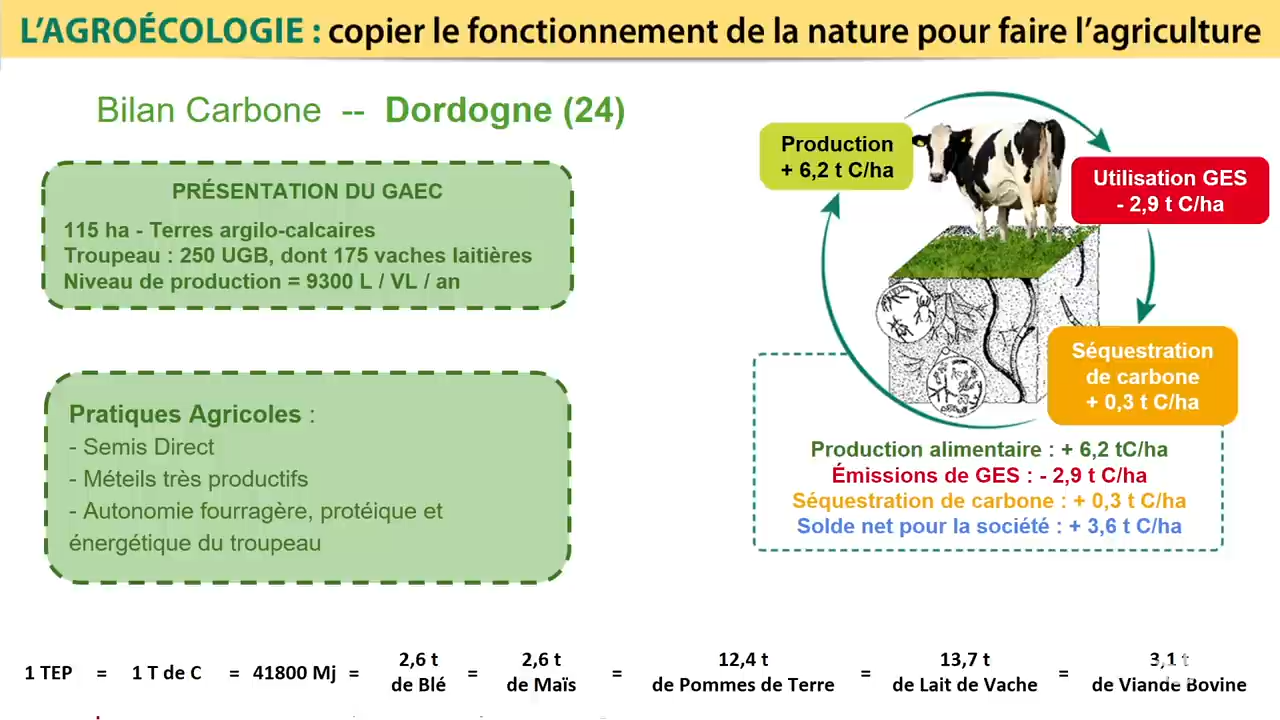 L'AGROÉCOLOGIE : copier le fonctionnement de la nature pour faire l'agriculture
Bilan Carbone -- Dordogne (24)
PRÉSENTATION DU GAEC
115 ha - Terres argilo-calcaires
Troupeau : 250 UGB, dont 175 vaches laitières
Niveau de production = 9300 L / VL / an
Pratiques Agricoles :
- Semis Direct
- Méteils très productifs
- Autonomie fourragère, protéique et
énergétique du troupeau
Production
+ 6,2 t C/ha
Utilisation GES
- 2,9 t C/ha
Séquestration
de carbone
+ 0,3 t C/ha
Production alimentaire : + 6,2 tC/ha
Émissions de GES : - 2,9 t C/ha
Séquestration de carbone : + 0,3 t C/ha
Solde net pour la société : + 3,6 t C/ha
1 TEP = 1 T de C = 41800 Mj =
2,6 t
de Blé
=
2,6 t
de Maïs
=
12,4 t
de Pommes de Terre
=
13,7 t
de Lait de Vache
=
3,1 t
de Viande Bovine